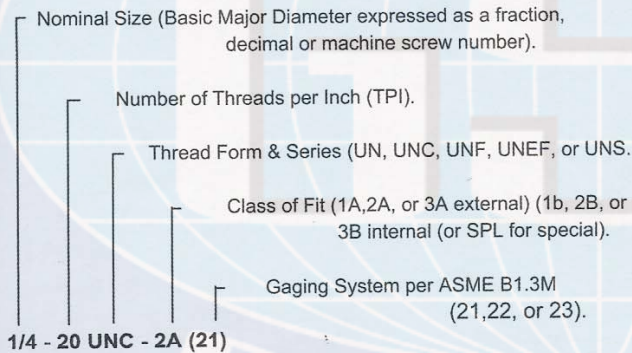 Nominal Size (Basic Major Diameter expressed as a fraction,
decimal or machine screw number).
Number of Threads per Inch (TPI).
Thread Form & Series (UN, UNC, UNF, UNEF, or UNS.
Class of Fit (1A,2A, or 3A external) (1b, 2B, or
3B internal (or SPL for special).
Gaging System per ASME B1.3M
(21,22, or 23).
1/4 - 20 UNC - 2A (21)